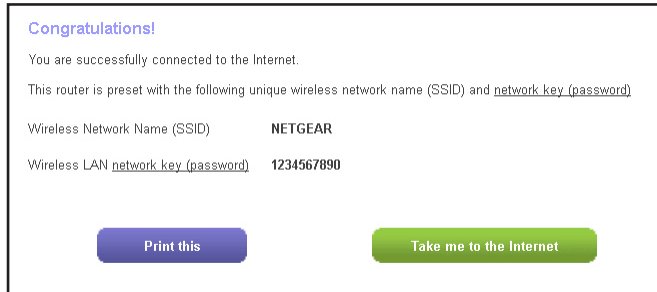 Congratulations!
You are successfully connected to the Internet.
This router is preset with the following unique wireless network name (SSID) and network key (password)
Wireless Network Name (SSID) NETGEAR
Wireless LAN network key (password) 1234567890
Print this Take me to the Internet